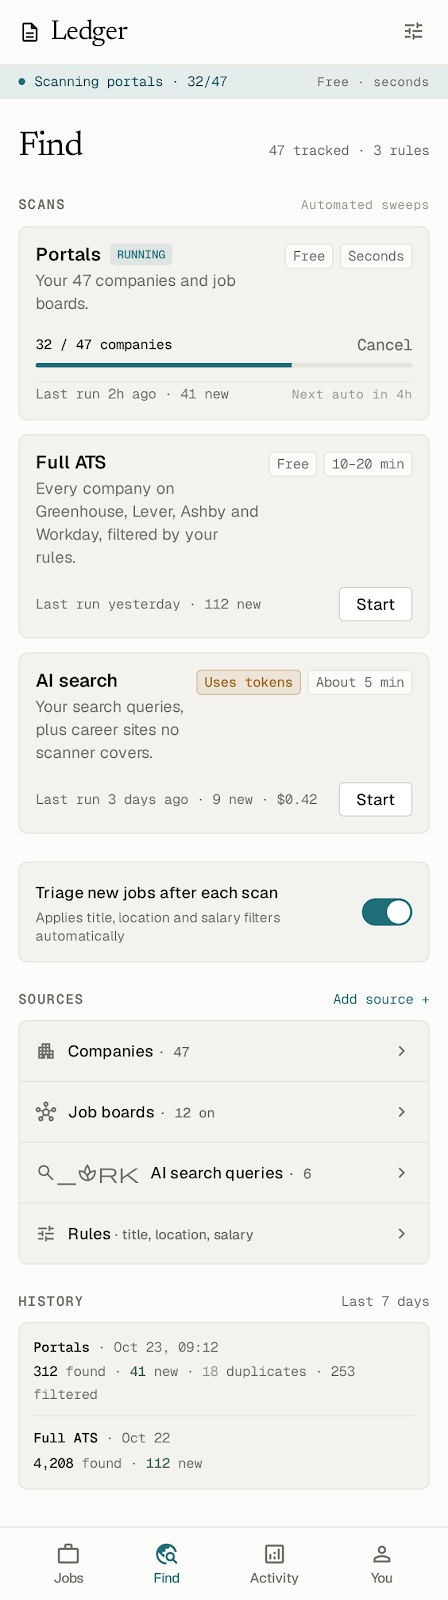 Ledger
Scanning portals · 32/47
Free · seconds
Find
47 tracked · 3 rules
SCANS
Automated sweeps
Portals
RUNNING
Free
Seconds
Your 47 companies and job
boards.
32 / 47 companies
Cancel
Last run 2h ago · 41 new
Next auto in 4h
Full ATS
Free
10–20 min
Every company on
Greenhouse, Lever, Ashby and
Workday, filtered by your
rules.
Last run yesterday · 112 new
Start
AI search
Uses tokens
About 5 min
Your search queries,
plus career sites no
scanner covers.
Last run 3 days ago · 9 new · $0.42
Start
Triage new jobs after each scan
Applies title, location and salary filters
automatically
SOURCES
Add source +
Companies · 47
Job boards · 12 on
_RK AI search queries · 6
Rules · title, location, salary
HISTORY
Last 7 days
Portals · Oct 23, 09:12
312 found · 41 new · 18 duplicates · 253
filtered
Full ATS · Oct 22
4,208 found · 112 new
Jobs
Find
Activity
You